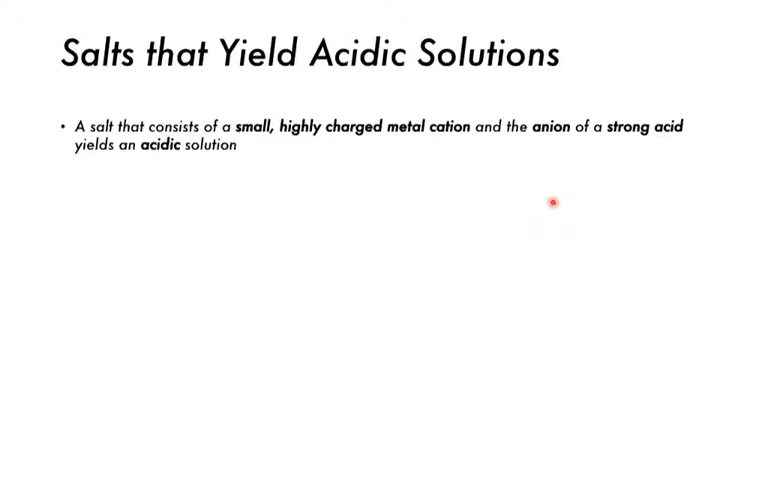 Salts that Yield Acidic Solutions
• A salt that consists of a small, highly charged metal cation and the anion of a strong acid
yields an acidic solution